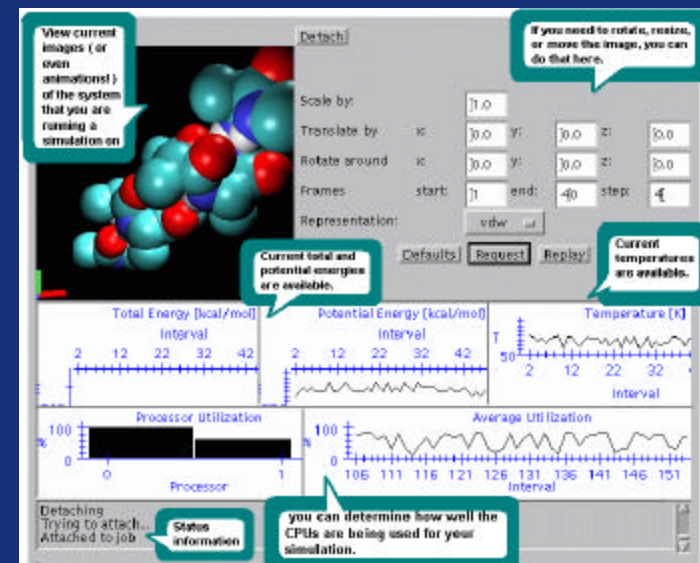 View current
images (or
even
animations!)
of the system
that you are
running a
simulation on
Detach
If you need to rotate, resize,
or move the image, you can
do that here.
Scale by: 1.0
Translate by x: 0.0 y: 0.0 z: 0.0
Rotate around x: 0.0 y: 0.0 z: 0.0
Frames start: 1 end: 40 step: 4
Representation: vdw
Defaults Request Replay
Current total and
potential energies
are available.
Current
temperatures
are available.
Total Energy [kcal/mol]
Interval
2 12 22 32 42
Potential Energy [kcal/mol]
Interval
2 12 22 32 42
Temperature [K]
T
50
2 12 22 32
Interval
Processor Utilization
100
%
0
0 1
Processor
Average Utilization
100
%
0
106 111 116 121 126 131 136 141 146 151
Interval
Detaching
Trying to attach..
Attached to job
Status
information
you can determine how well the
CPUs are being used for your
simulation.